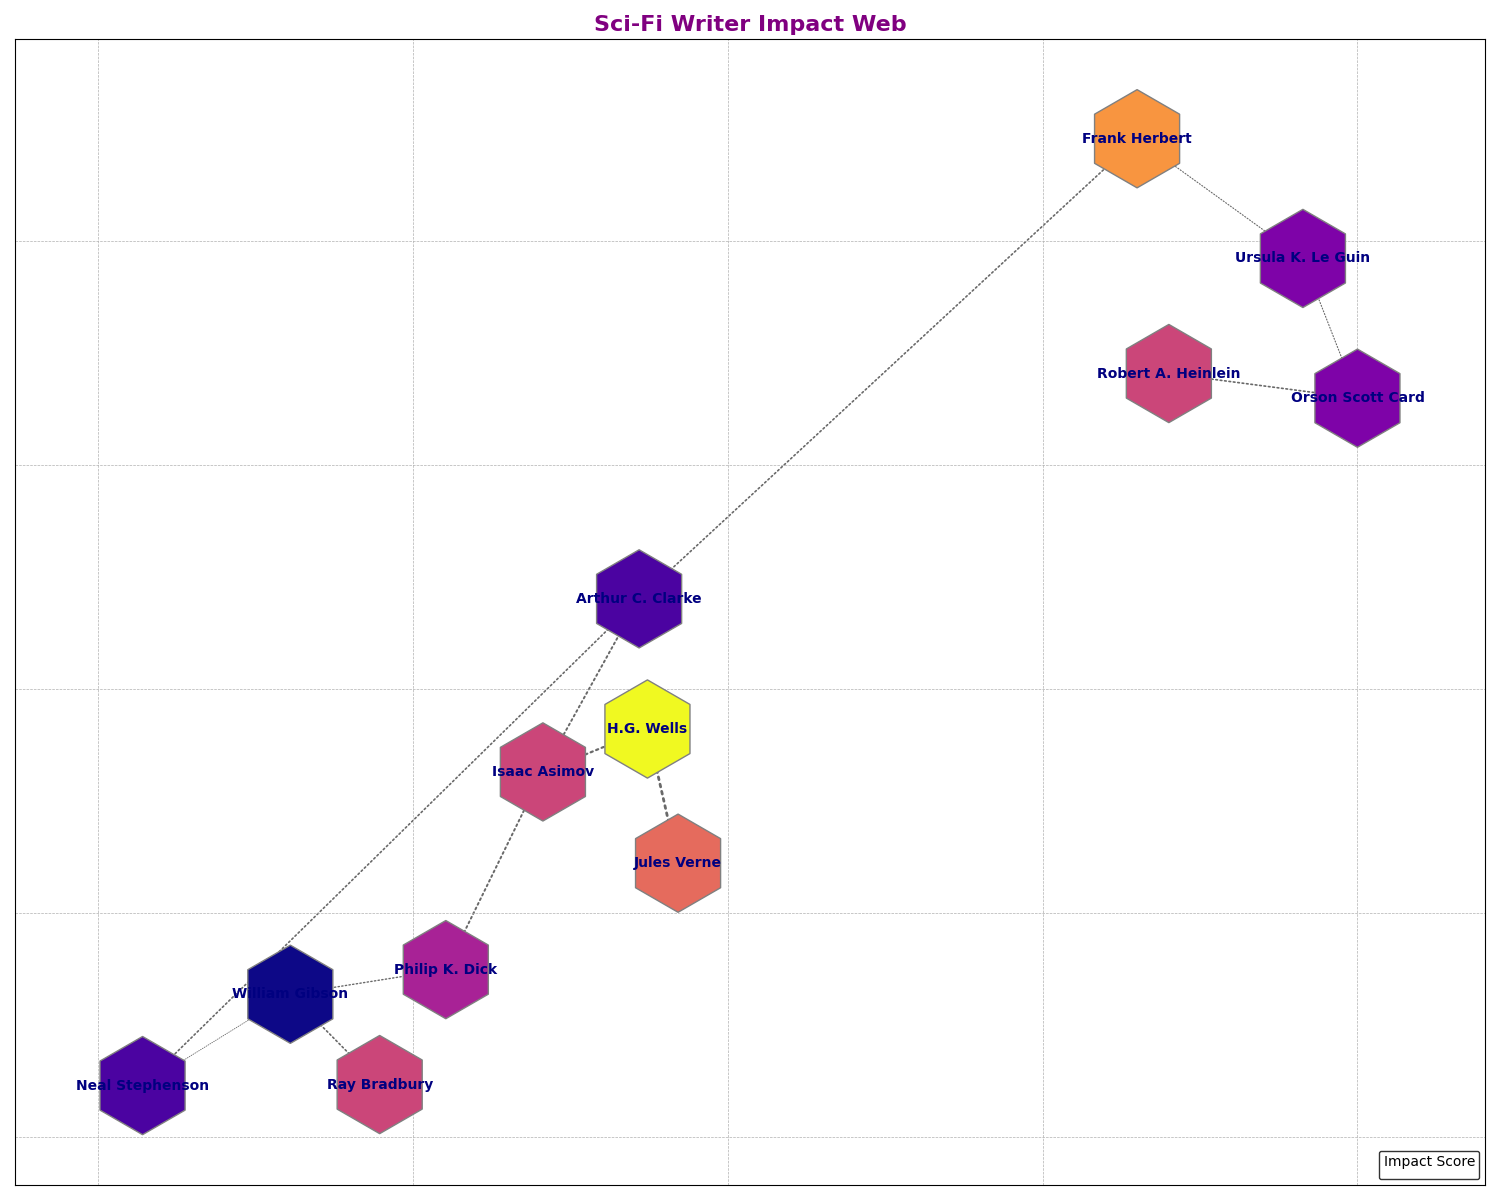 Sci-Fi Writer Impact Web
Frank Herbert
Ursula K. Le Guin
Robert A. Heinlein
Orson Scott Card
Arthur C. Clarke
H.G. Wells
Isaac Asimov
Jules Verne
Philip K. Dick
William Gibson
Neal Stephenson
Ray Bradbury
Impact Score